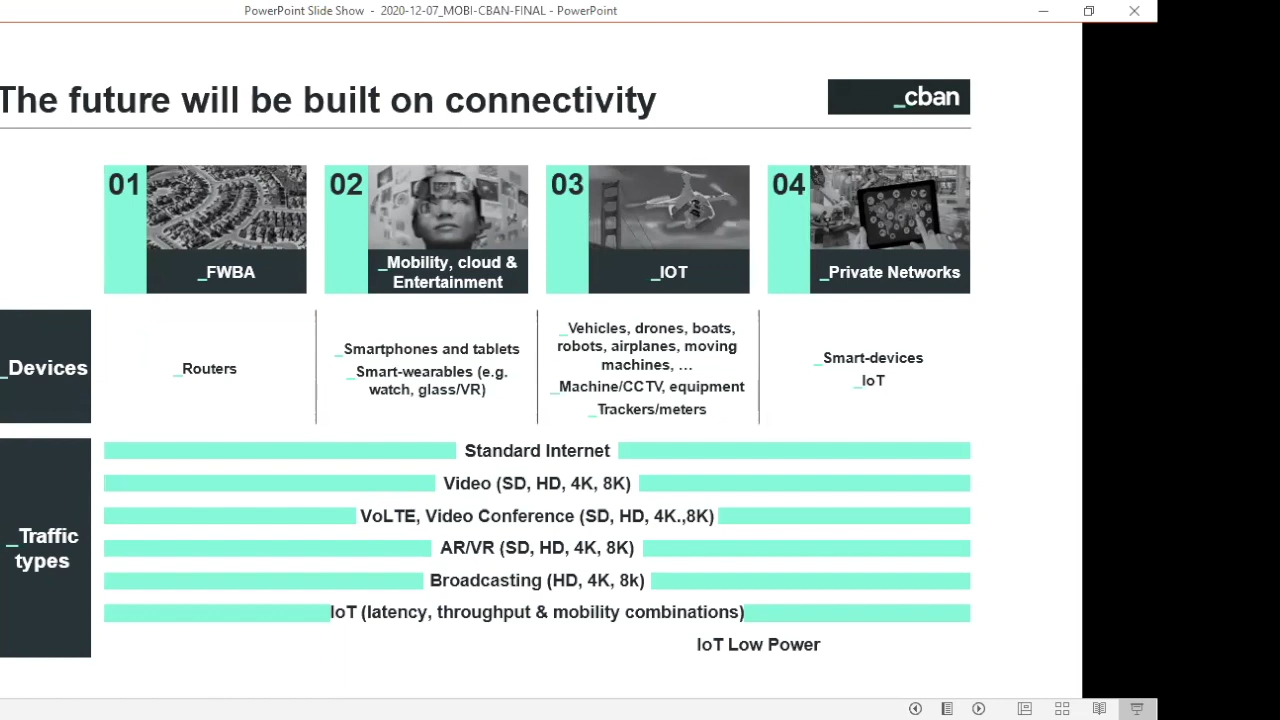 PowerPoint Slide Show - 2020-12-07_MOBI-CBAN-FINAL - PowerPoint
The future will be built on connectivity
_cban
01
02
03
04
_FWBA
_Mobility, cloud &
Entertainment
_IOT
_Private Networks
_Devices
_Routers
_Smartphones and tablets
_Smart-wearables (e.g.
watch, glass/VR)
_Vehicles, drones, boats,
robots, airplanes, moving
machines, …
_Machine/CCTV, equipment
_Trackers/meters
_Smart-devices
_IoT
_Traffic
types
Standard Internet
Video (SD, HD, 4K, 8K)
VoLTE, Video Conference (SD, HD, 4K.,8K)
AR/VR (SD, HD, 4K, 8K)
Broadcasting (HD, 4K, 8k)
IoT (latency, throughput & mobility combinations)
IoT Low Power